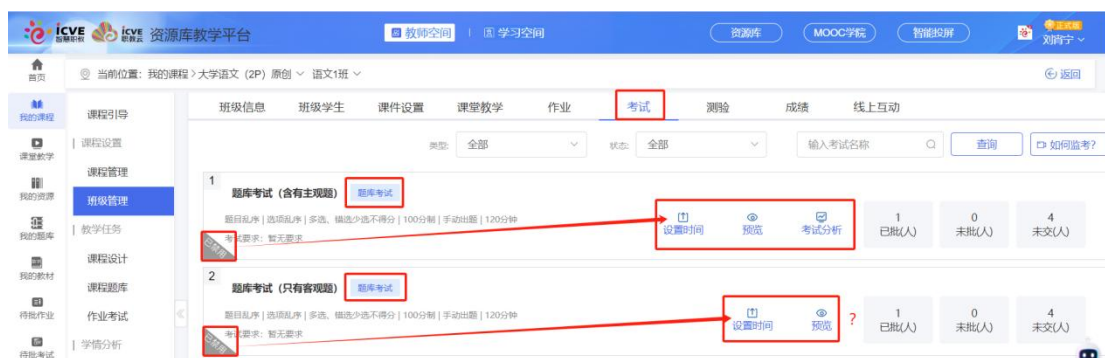 icve 智慧职教 icve 职教云 资源库教学平台 教师空间 学习空间 资源库 MOOC学院 智能投屏 正式版 刘宵宁
首页 当前位置：我的课程 > 大学语文（2P）原创 语文1班 返回
我的课程 课程引导 班级信息 班级学生 课件设置 课堂教学 作业 考试 测验 成绩 线上互动
课堂教学 课程设置 类型: 全部 状态: 全部 输入考试名称 查询 如何监考?
我的资源 课程管理
班级管理
我的题库 教学任务
我的教材 课程设计
课程题库
待批作业 作业考试
待批考试 学情分析
1 题库考试（含有主观题） 题库考试
题目乱序 | 选项乱序 | 多选、错选少选不得分 | 100分制 | 手动出题 | 120分钟
已禁用 考试要求：暂无要求
设置时间 预览 考试分析 1 已批(人) 0 未批(人) 4 未交(人)
2 题库考试（只有客观题） 题库考试
题目乱序 | 选项乱序 | 多选、错选少选不得分 | 100分制 | 手动出题 | 120分钟
已禁用 考试要求：暂无要求
设置时间 预览 ? 1 已批(人) 0 未批(人) 4 未交(人)